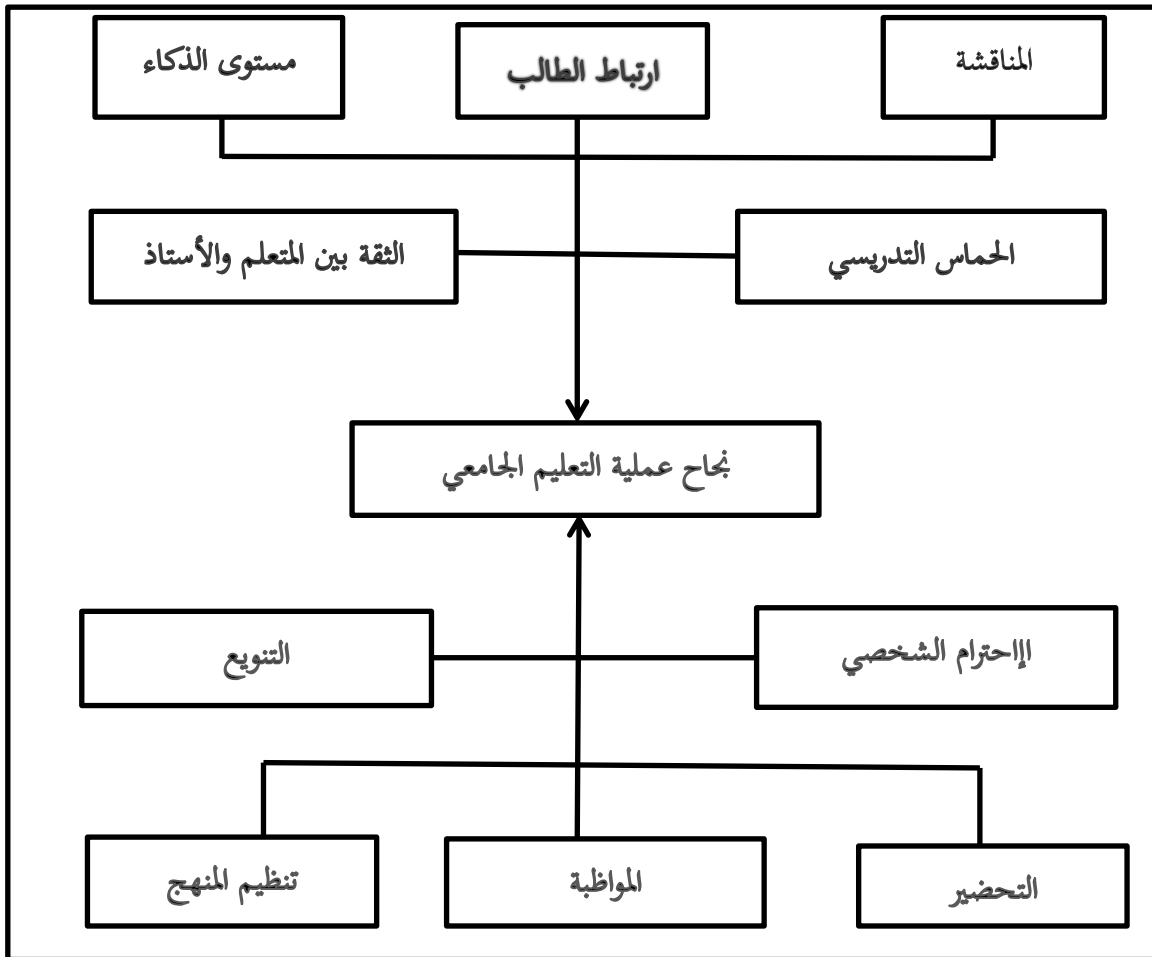 المناقشة
ارتباط الطالب
مستوى الذكاء
الحماس التدريسي
الثقة بين المتعلم والأستاذ
نجاح عملية التعليم الجامعي
اإاحترام الشخصي
التنويع
التحضير
المواظبة
تنظيم المنهج